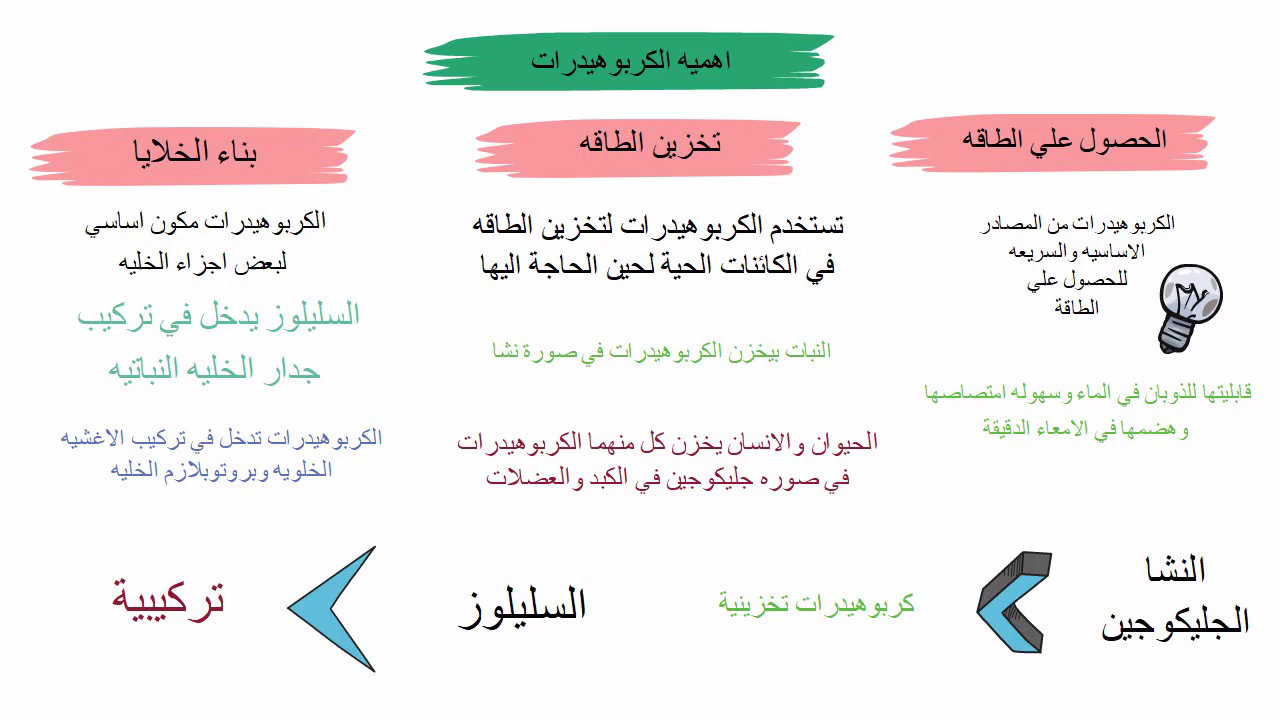 اهميه الكربوهيدرات
الحصول علي الطاقه
الكربوهيدرات من المصادر
الاساسيه والسريعه
للحصول علي
الطاقة
قابليتها للذوبان في الماء وسهوله امتصاصها
وهضمها في الامعاء الدقيقة
تخزين الطاقه
تستخدم الكربوهيدرات لتخزين الطاقه
في الكائنات الحية لحين الحاجة اليها
النبات بيخزن الكربوهيدرات في صورة نشا
الحيوان والانسان يخزن كل منهما الكربوهيدرات
في صوره جليكوجين في الكبد والعضلات
بناء الخلايا
الكربوهيدرات مكون اساسي
لبعض اجزاء الخليه
السليلوز يدخل في تركيب
جدار الخليه النباتيه
الكربوهيدرات تدخل في تركيب الاغشيه
الخلويه وبروتوبلازم الخليه
النشا
الجليكوجين
كربوهيدرات تخزينية
السليلوز
تركيبية